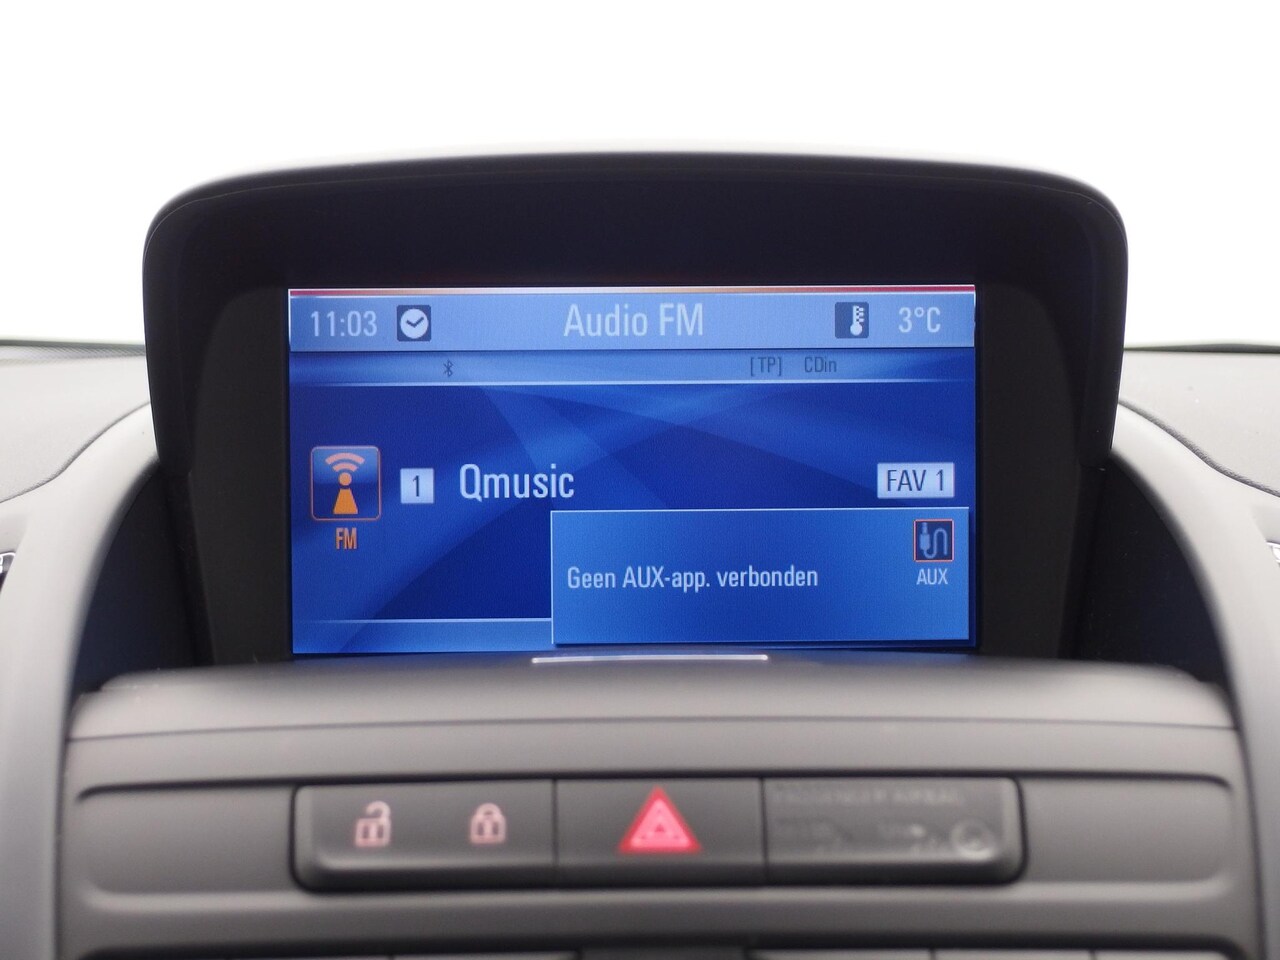 11:03 Audio FM 3°C
[TP] CDin
1 Qmusic FAV 1
FM
Geen AUX-app. verbonden
AUX